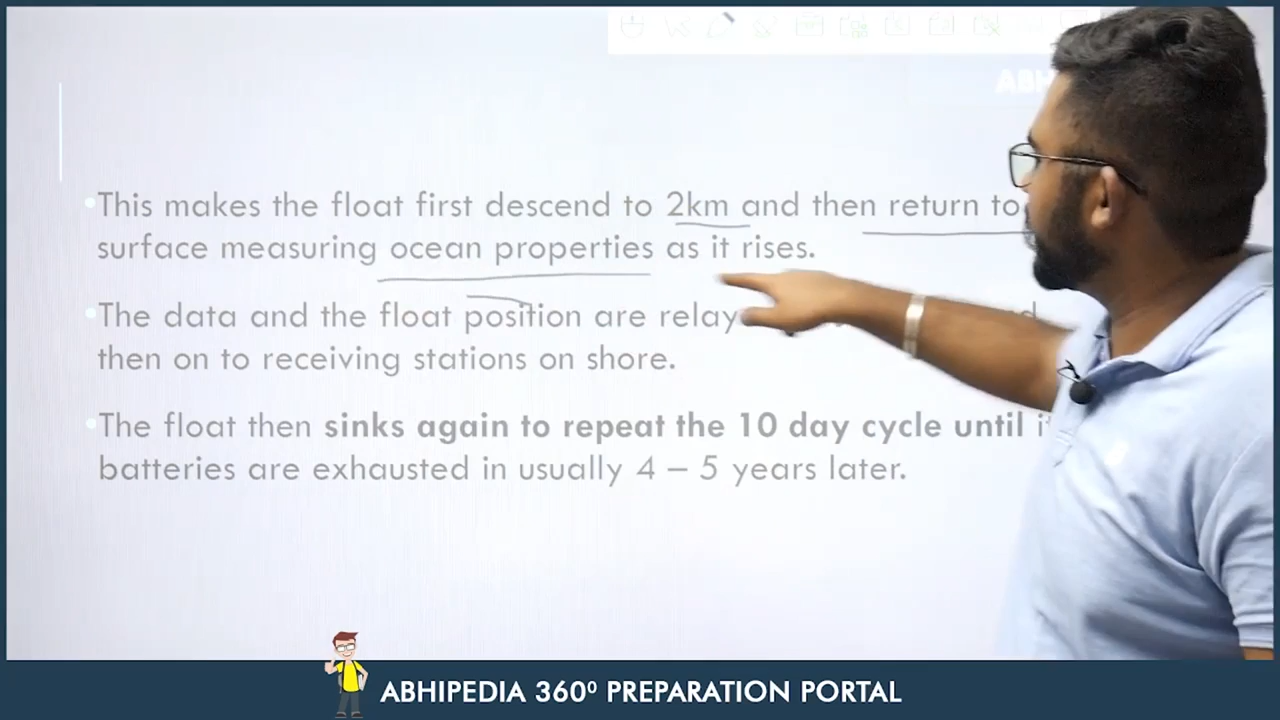 ABH
•This makes the float first descend to 2km and then return to
surface measuring ocean properties as it rises.
•The data and the float position are relay
then on to receiving stations on shore.
•The float then sinks again to repeat the 10 day cycle until
batteries are exhausted in usually 4 – 5 years later.
ABHIPEDIA 360⁰ PREPARATION PORTAL